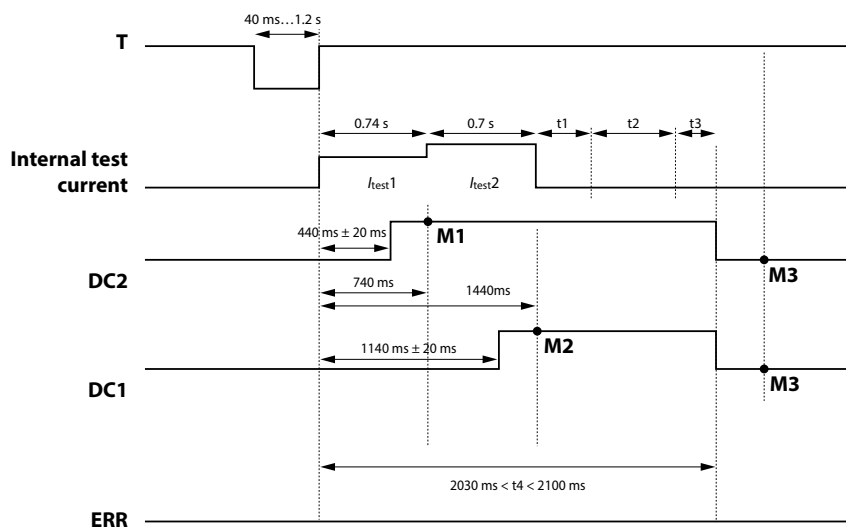 40 ms…1.2 s
T
0.74 s
0.7 s
t1
t2
t3
Internal test
current
Itest1
Itest2
440 ms ± 20 ms
M1
DC2
M3
740 ms
1440ms
1140 ms ± 20 ms
M2
DC1
M3
2030 ms < t4 < 2100 ms
ERR